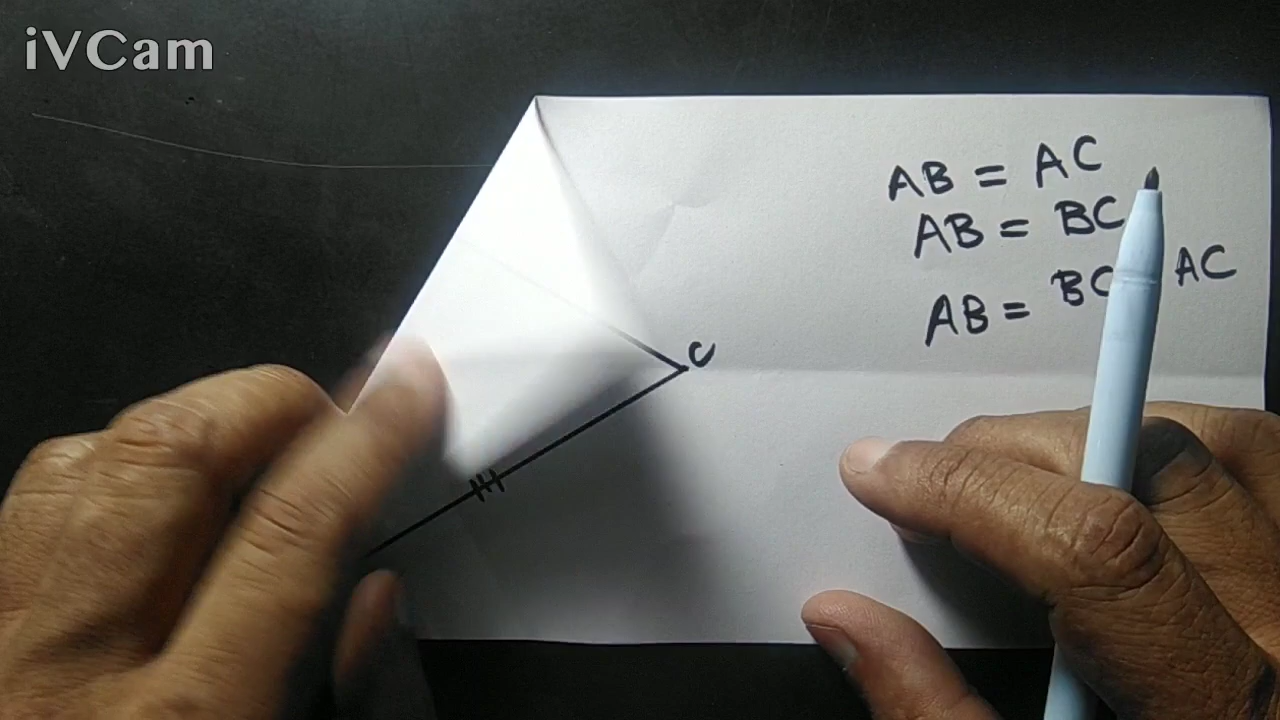 iVCam
AB = AC
AB = BC
AB = BC AC
C